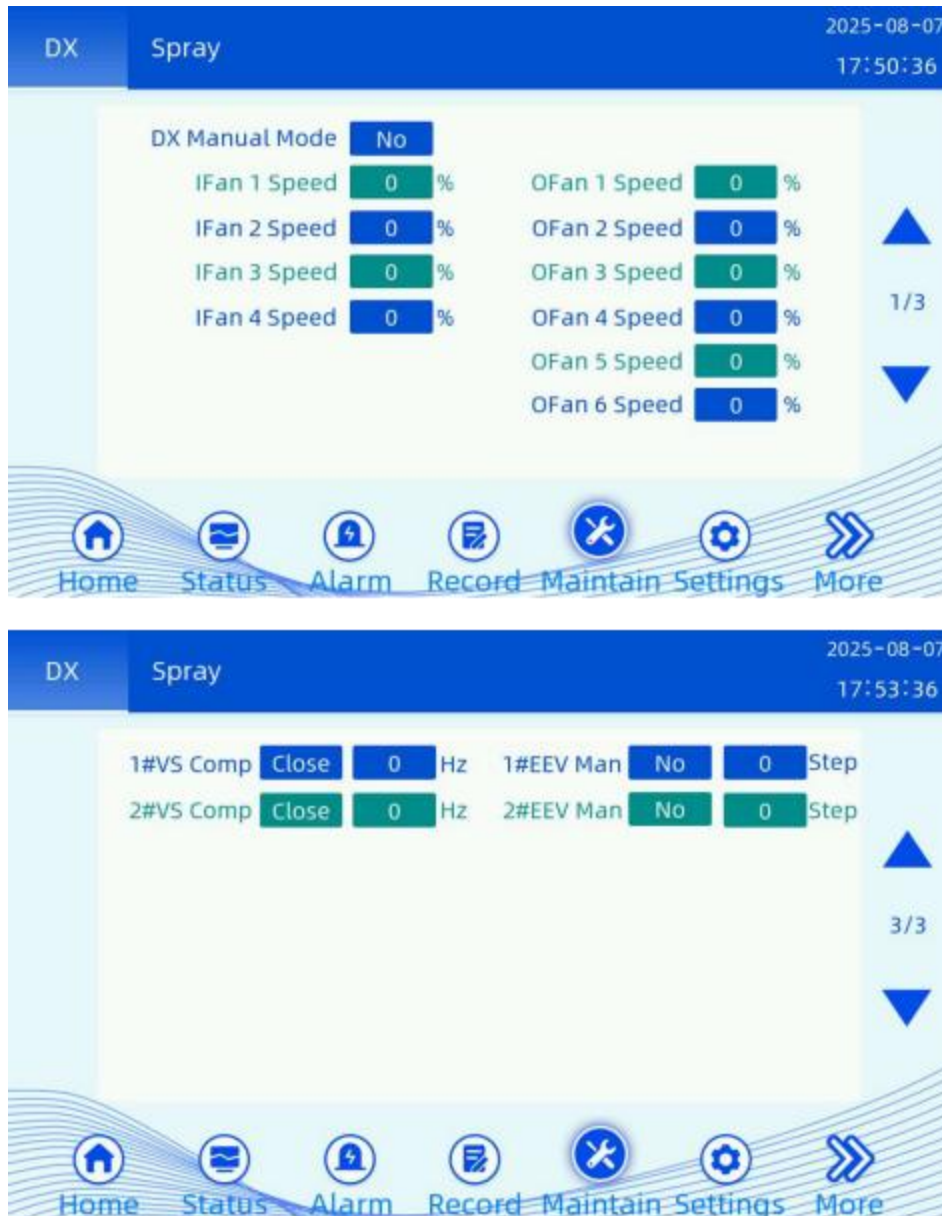 DX Spray 2025-08-07
17:50:36
DX Manual Mode No
IFan 1 Speed 0 % OFan 1 Speed 0 %
IFan 2 Speed 0 % OFan 2 Speed 0 %
IFan 3 Speed 0 % OFan 3 Speed 0 %
1/3
IFan 4 Speed 0 % OFan 4 Speed 0 %
OFan 5 Speed 0 %
OFan 6 Speed 0 %
Home Status Alarm Record Maintain Settings More
DX Spray 2025-08-07
17:53:36
1#VS Comp Close 0 Hz 1#EEV Man No 0 Step
2#VS Comp Close 0 Hz 2#EEV Man No 0 Step
3/3
Home Status Alarm Record Maintain Settings More